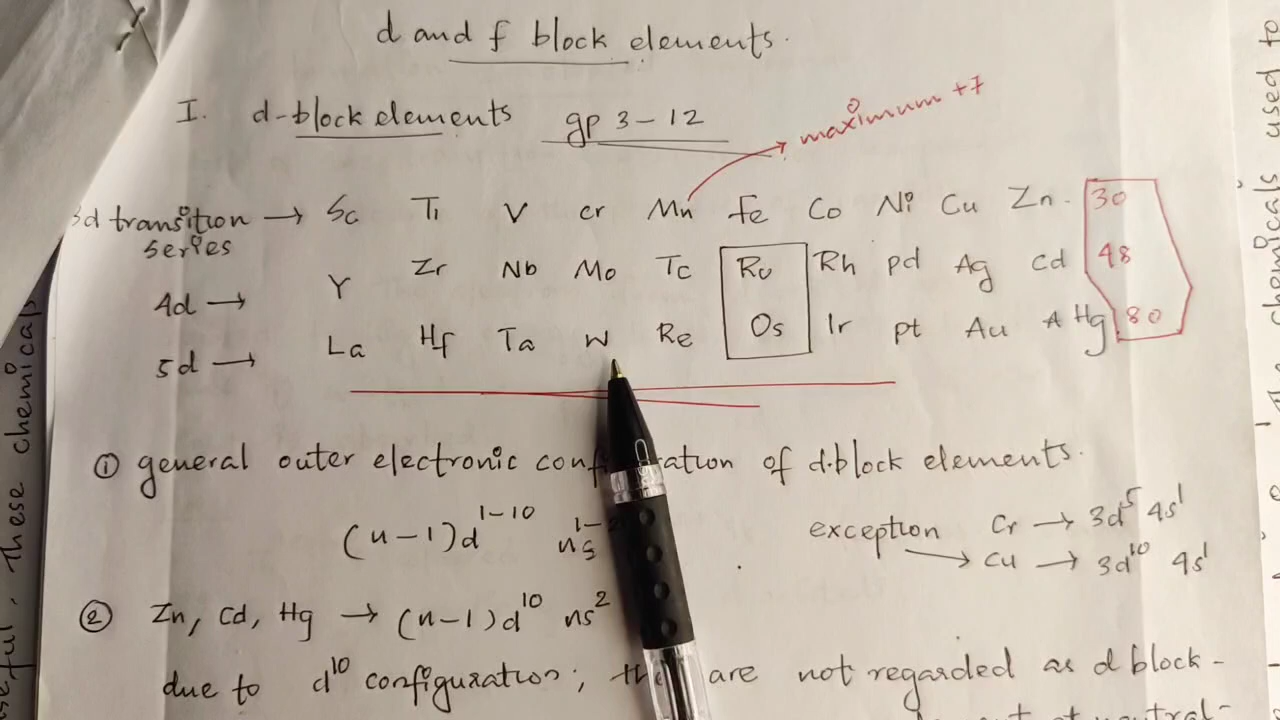 d and f block elements.
I. d-block elements gp 3-12
maximum +7
3d transition → Sc Ti V Cr Mn Fe Co Ni Cu Zn. 30
series
4d → Y Zr Nb Mo Tc Ru Rh pd Ag Cd 48
5d → La Hf Ta W Re Os Ir pt Au Hg 80
① general outer electronic of d-block elements.
(n-1)d¹⁻¹⁰ ns
exception Cr → 3d⁵ 4s¹
→ Cu → 3d¹⁰ 4s¹
② Zn, Cd, Hg → (n-1)d¹⁰ ns²
due to d¹⁰ configuration; are not regarded as d block-
These chemicals
chemicals used to